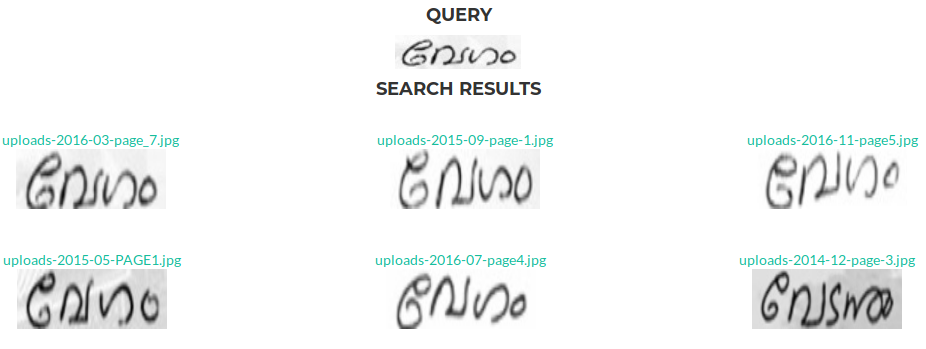 QUERY
വേഗം
SEARCH RESULTS
uploads-2016-03-page_7.jpg uploads-2015-09-page-1.jpg uploads-2016-11-page5.jpg
വേഗം വേഗം വേഗം
uploads-2015-05-PAGE1.jpg uploads-2016-07-page4.jpg uploads-2014-12-page-3.jpg
വേഗം വേഗം